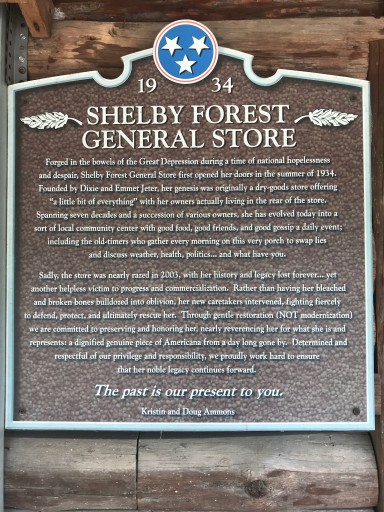 19 34
SHELBY FOREST
GENERAL STORE
Forged in the bowels of the Great Depression during a time of national hopelessness
and despair, Shelby Forest General Store first opened her doors in the summer of 1934.
Founded by Dixie and Emmet Jeter, her genesis was originally a dry-goods store offering
"a little bit of everything" with her owners actually living in the rear of the store.
Spanning seven decades and a succession of various owners, she has evolved today into a
sort of local community center with good food, good friends, and good gossip a daily event;
including the old-timers who gather every morning on this very porch to swap lies
and discuss weather, health, politics... and what have you.
Sadly, the store was nearly razed in 2003, with her history and legacy lost forever... yet
another helpless victim to progress and commercialization. Rather than having her bleached
and broken bones bulldozed into oblivion, her new caretakers intervened, fighting fiercely
to defend, protect, and ultimately rescue her. Through gentle restoration (NOT modernization)
we are committed to preserving and honoring her, nearly reverencing her for what she is and
represents: a dignified genuine piece of Americana from a day long gone by. Determined and
respectful of our privilege and responsibility, we proudly work hard to ensure
that her noble legacy continues forward.
The past is our present to you.
Kristin and Doug Ammons